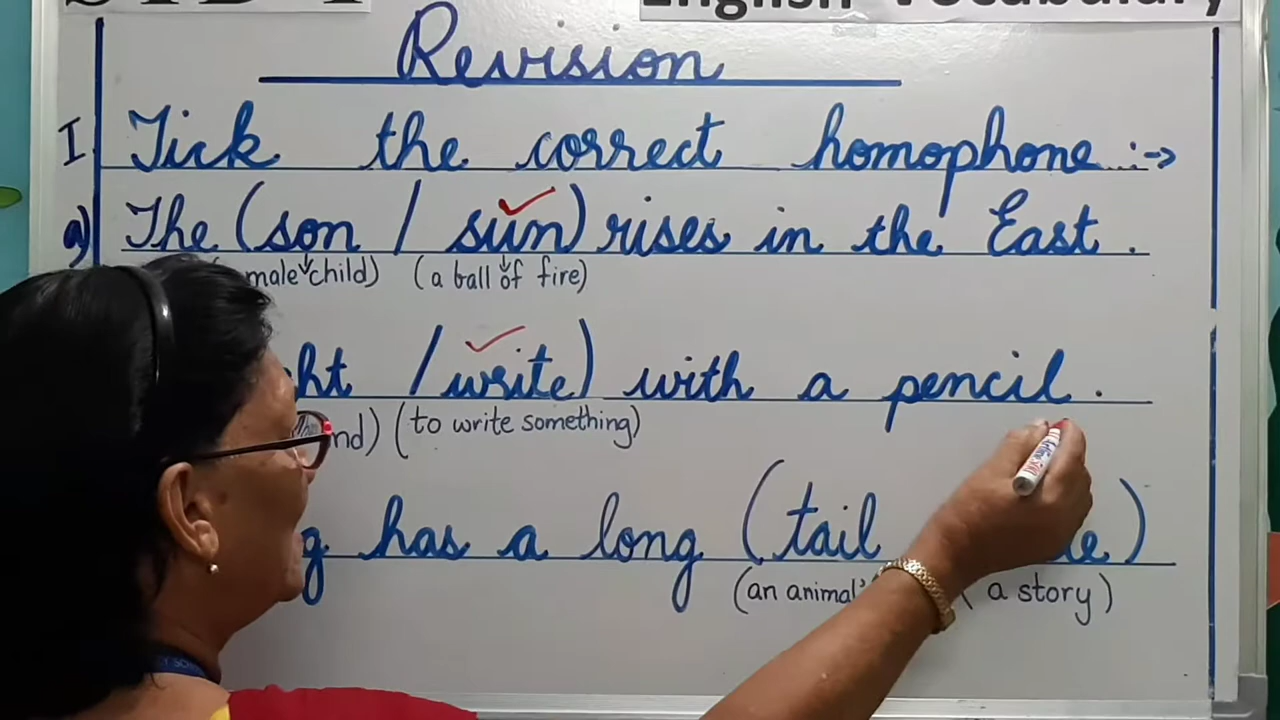 English Vocabulary
Revision
I. Tick the correct homophone :→
a) The (son / sun) rises in the East.
male child) (a ball of fire)
/ write) with a pencil.
(to write something)
has a long (tail
(an animal's ( a story )